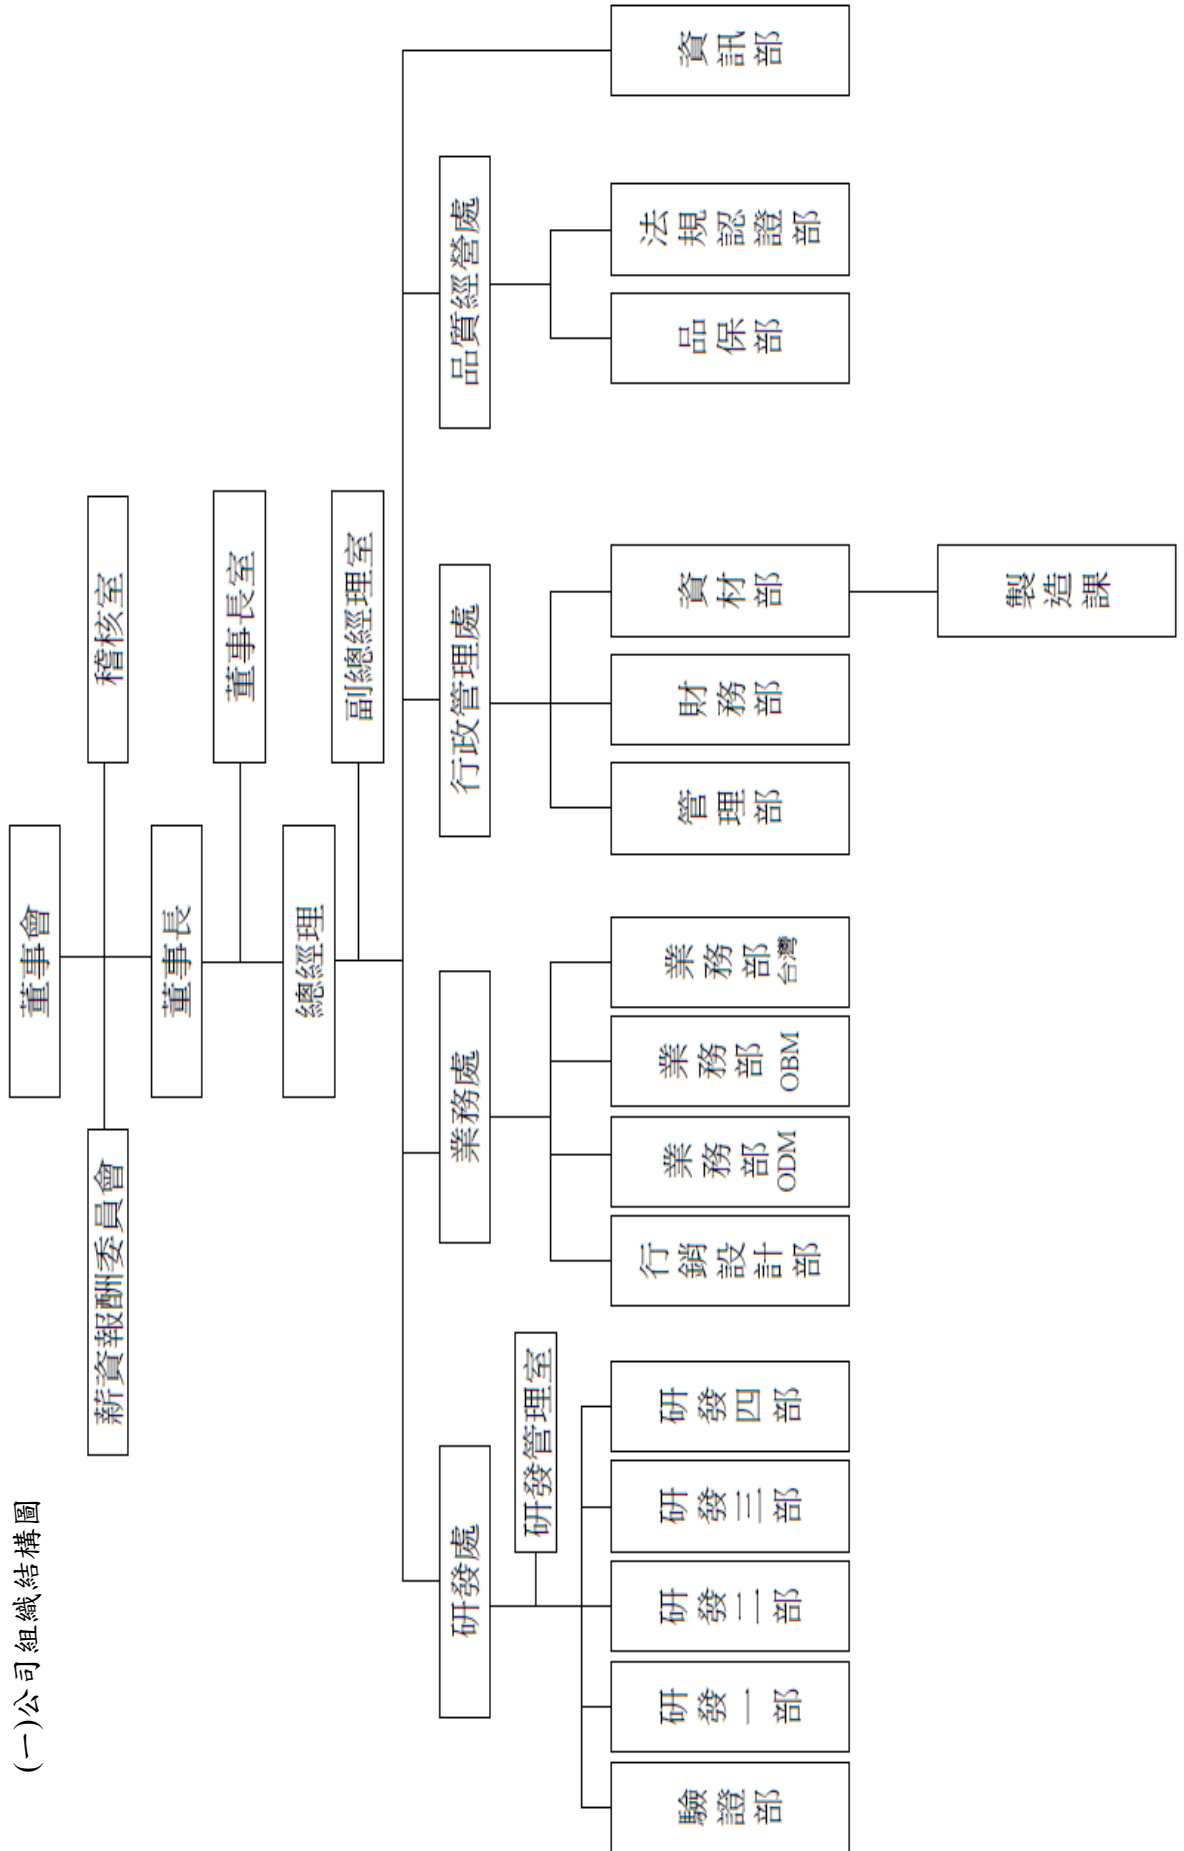 (一)公司組織結構圖
董事會
薪資報酬委員會
稽核室
董事長
董事長室
總經理
副總經理室
研發處
業務處
行政管理處
品質經營處
研發管理室
驗證部
研發一部
研發二部
研發三部
研發四部
行銷設計部
業務部
ODM
業務部
OBM
業務部
台灣
管理部
財務部
資材部
品保部
法規認證部
資訊部
製造課